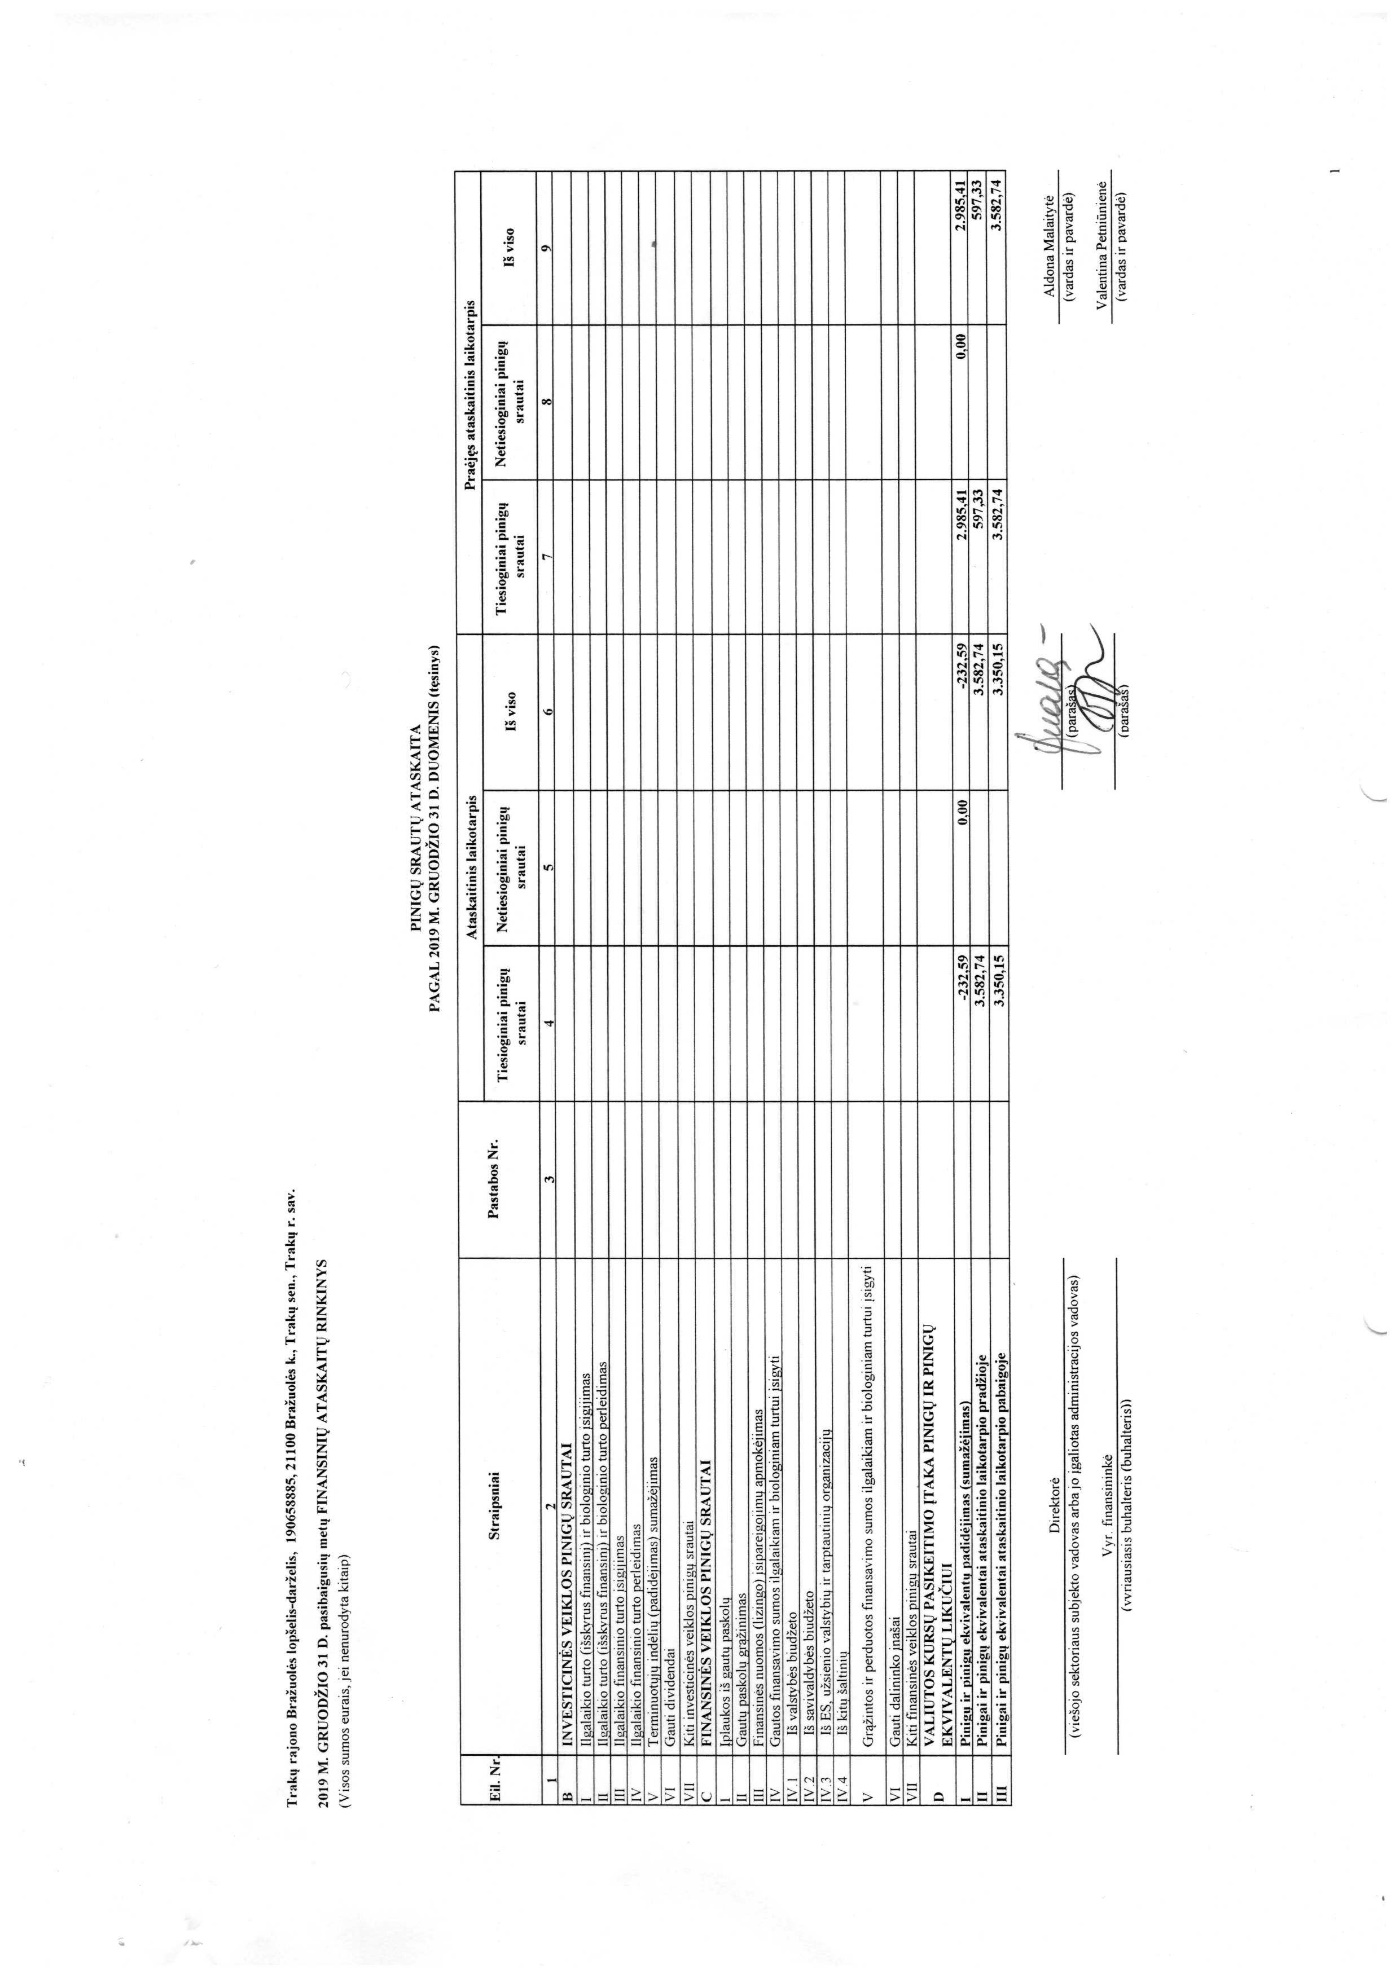 Trakų rajono Bražuolės lopšelis-darželis, 190658885, 21100 Bražuolės k., Trakų sen., Trakų r. sav.
2019 M. GRUODŽIO 31 D. pasibaigusių metų FINANSINIŲ ATASKAITŲ RINKINYS
(Visos sumos eurais, jei nenurodyta kitaip)
PINIGŲ SRAUTŲ ATASKAITA
PAGAL 2019 M. GRUODŽIO 31 D. DUOMENIS (tęsinys)
Ataskaitinis laikotarpis Praėjęs ataskaitinis laikotarpis
Eil. Nr. Straipsniai Pastabos Nr. Tiesioginiai pinigų srautai Netiesioginiai pinigų srautai Iš viso Tiesioginiai pinigų srautai Netiesioginiai pinigų srautai Iš viso
1 2 3 4 5 6 7 8 9
B INVESTICINĖS VEIKLOS PINIGŲ SRAUTAI
I Ilgalaikio turto (išskyrus finansinį) ir biologinio turto įsigijimas
II Ilgalaikio turto (išskyrus finansinį) ir biologinio turto perleidimas
III Ilgalaikio finansinio turto įsigijimas
IV Ilgalaikio finansinio turto perleidimas
V Terminuotųjų indėlių (padidėjimas) sumažėjimas
VI Gauti dividendai
VII Kiti investicinės veiklos pinigų srautai
C FINANSINĖS VEIKLOS PINIGŲ SRAUTAI
I Įplaukos iš gautų paskolų
II Gautų paskolų grąžinimas
III Finansinės nuomos (lizingo) įsipareigojimų apmokėjimas
IV Gautos finansavimo sumos ilgalaikiam ir biologiniam turtui įsigyti
IV.1 Iš valstybės biudžeto
IV.2 Iš savivaldybės biudžeto
IV.3 Iš ES, užsienio valstybių ir tarptautinių organizacijų
IV.4 Iš kitų šaltinių
V Grąžintos ir perduotos finansavimo sumos ilgalaikiam ir biologiniam turtui įsigyti
VI Gauti dalininko įnašai
VII Kiti finansinės veiklos pinigų srautai
D VALIUTOS KURSŲ PASIKEITIMO ĮTAKA PINIGŲ IR PINIGŲ
EKVIVALENTŲ LIKUČIUI
I Pinigų ir pinigų ekvivalentų padidėjimas (sumažėjimas) -232,59 0,00 -232,59 2.985,41 0,00 2.985,41
II Pinigai ir pinigų ekvivalentai ataskaitinio laikotarpio pradžioje 3.582,74 3.582,74 597,33 597,33
III Pinigai ir pinigų ekvivalentai ataskaitinio laikotarpio pabaigoje 3.350,15 3.350,15 3.582,74 3.582,74
Direktorė Aldona Malaitytė
(viešojo sektoriaus subjekto vadovas arba jo įgaliotas administracijos vadovas) (parašas) (vardas ir pavardė)
Vyr. finansininkė Valentina Petniūnienė
(vyriausiasis buhalteris (buhalteris)) (parašas) (vardas ir pavardė)
1